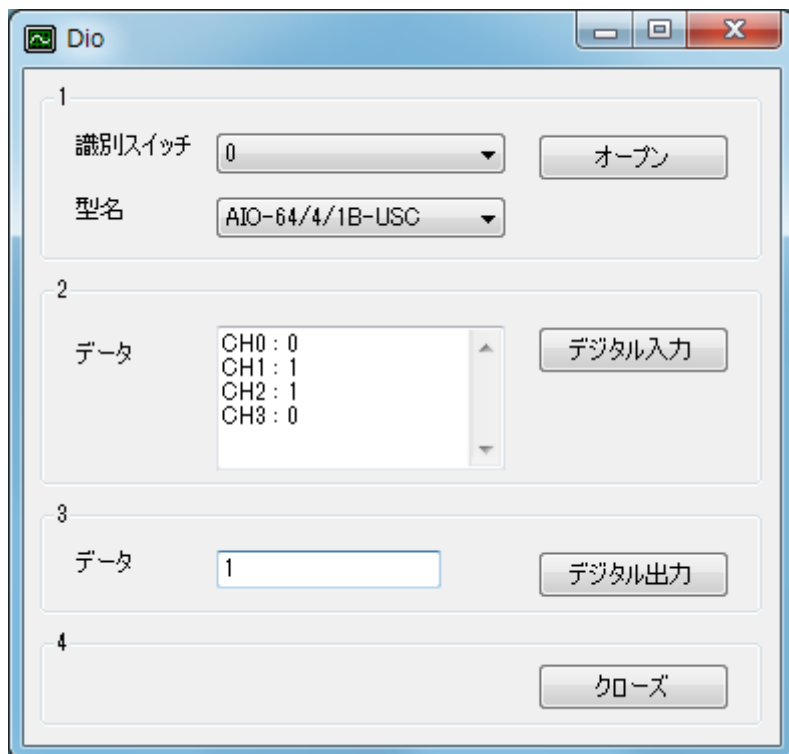 Dio
1
識別スイッチ
0
オープン
型名
AIO-64/4/1B-USC
2
データ
CH0 : 0
CH1 : 1
CH2 : 1
CH3 : 0
デジタル入力
3
データ
1
デジタル出力
4
クローズ